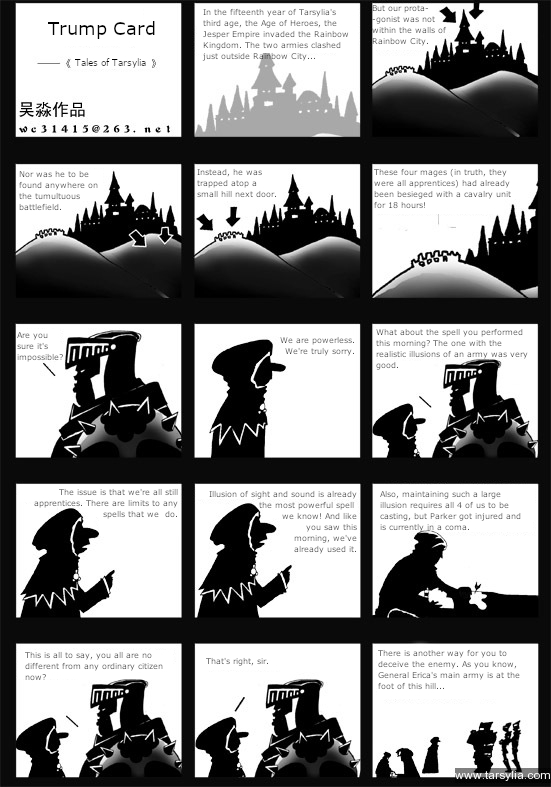 Trump Card
—— 《 Tales of Tarsylia 》
吴淼作品
wc31415@263.net
In the fifteenth year of Tarsylia's
third age, the Age of Heroes, the
Jesper Empire invaded the Rainbow
Kingdom. The two armies clashed
just outside Rainbow City...
But our prota-
-gonist was not
within the walls of
Rainbow City.
Nor was he to be
found anywhere on
the tumultuous
battlefield.
Instead, he was
trapped atop a
small hill next door.
These four mages (in truth, they
were all apprentices) had already
been besieged with a cavalry unit
for 18 hours!
Are you
sure it's
impossible?
We are powerless.
We're truly sorry.
What about the spell you performed
this morning? The one with the
realistic illusions of an army was very
good.
The issue is that we're all still
apprentices. There are limits to any
spells that we do.
Illusion of sight and sound is already
the most powerful spell
we know! And like
you saw this
morning, we've
already used it.
Also, maintaining such a large
illusion requires all 4 of us to be
casting, but Parker got injured and
is currently in a coma.
This is all to say, you all are no
different from any ordinary citizen
now?
That's right, sir.
There is another way for you to
deceive the enemy. As you know,
General Erica's main army is at the
foot of this hill...
www.tarsylia.com